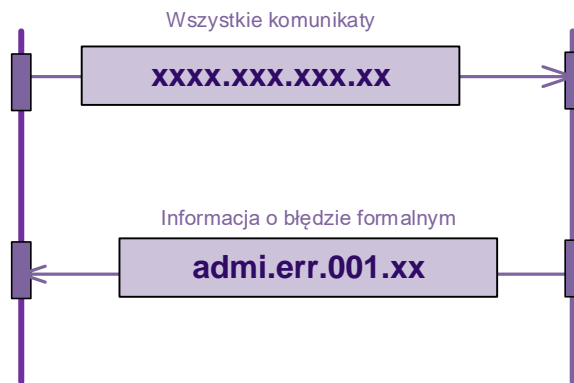 Wszystkie komunikaty
xxxx.xxx.xxx.xx
Informacja o błędzie formalnym
admi.err.001.xx